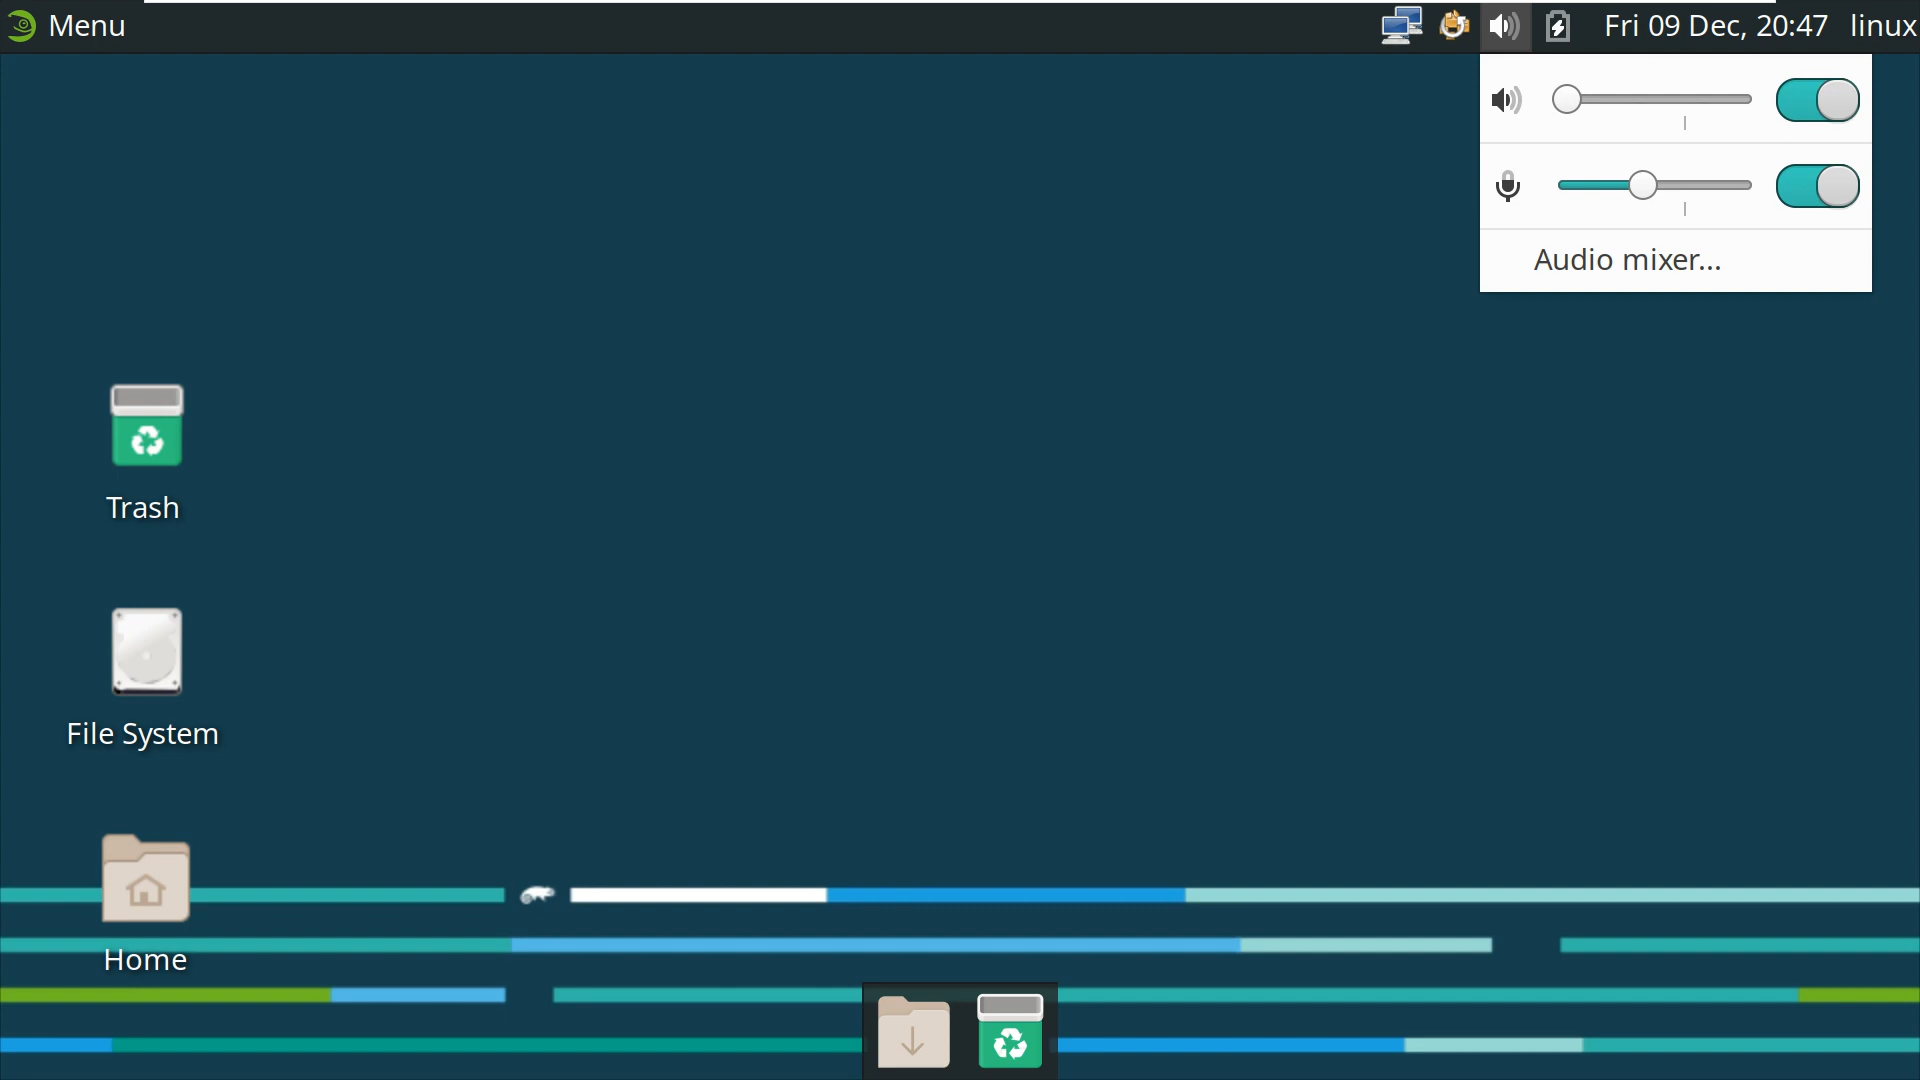 Menu
Fri 09 Dec, 20:47
linux
Audio mixer...
Trash
File System
Home